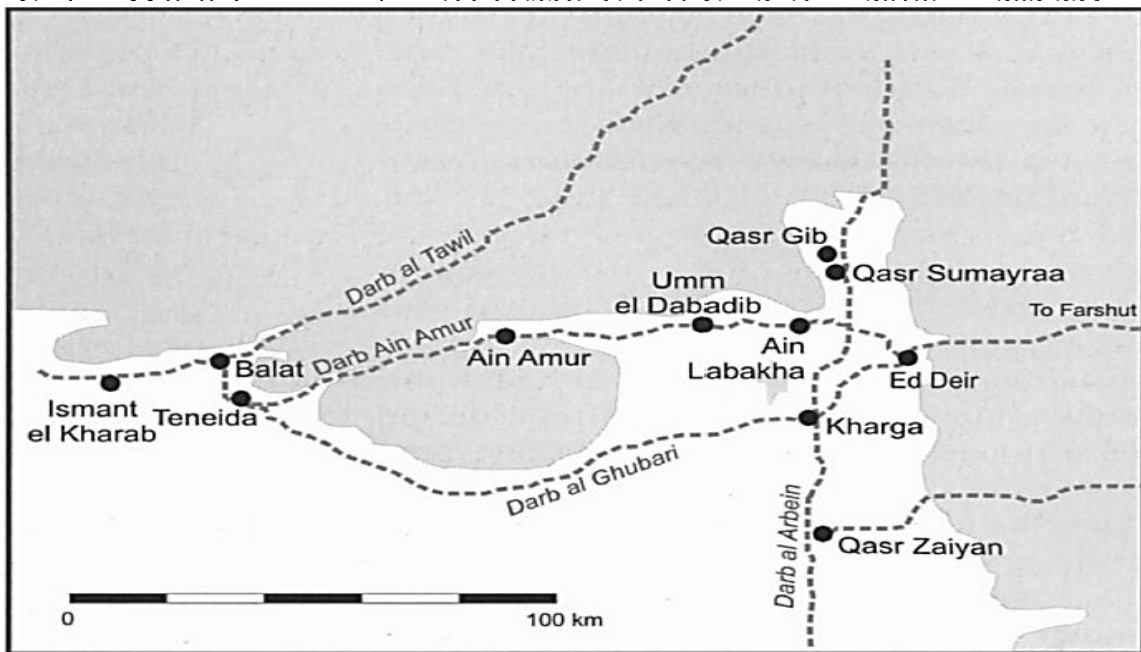 Darb al Tawil
Qasr Gib
Qasr Sumayraa
Umm
el Dabadib
To Farshut
Darb Ain Amur
Balat
Ain Amur
Ain
Labakha
Ed Deir
Ismant
el Kharab
Teneida
Kharga
Darb al Ghubari
Darb al Arbein
Qasr Zaiyan
0
100 km